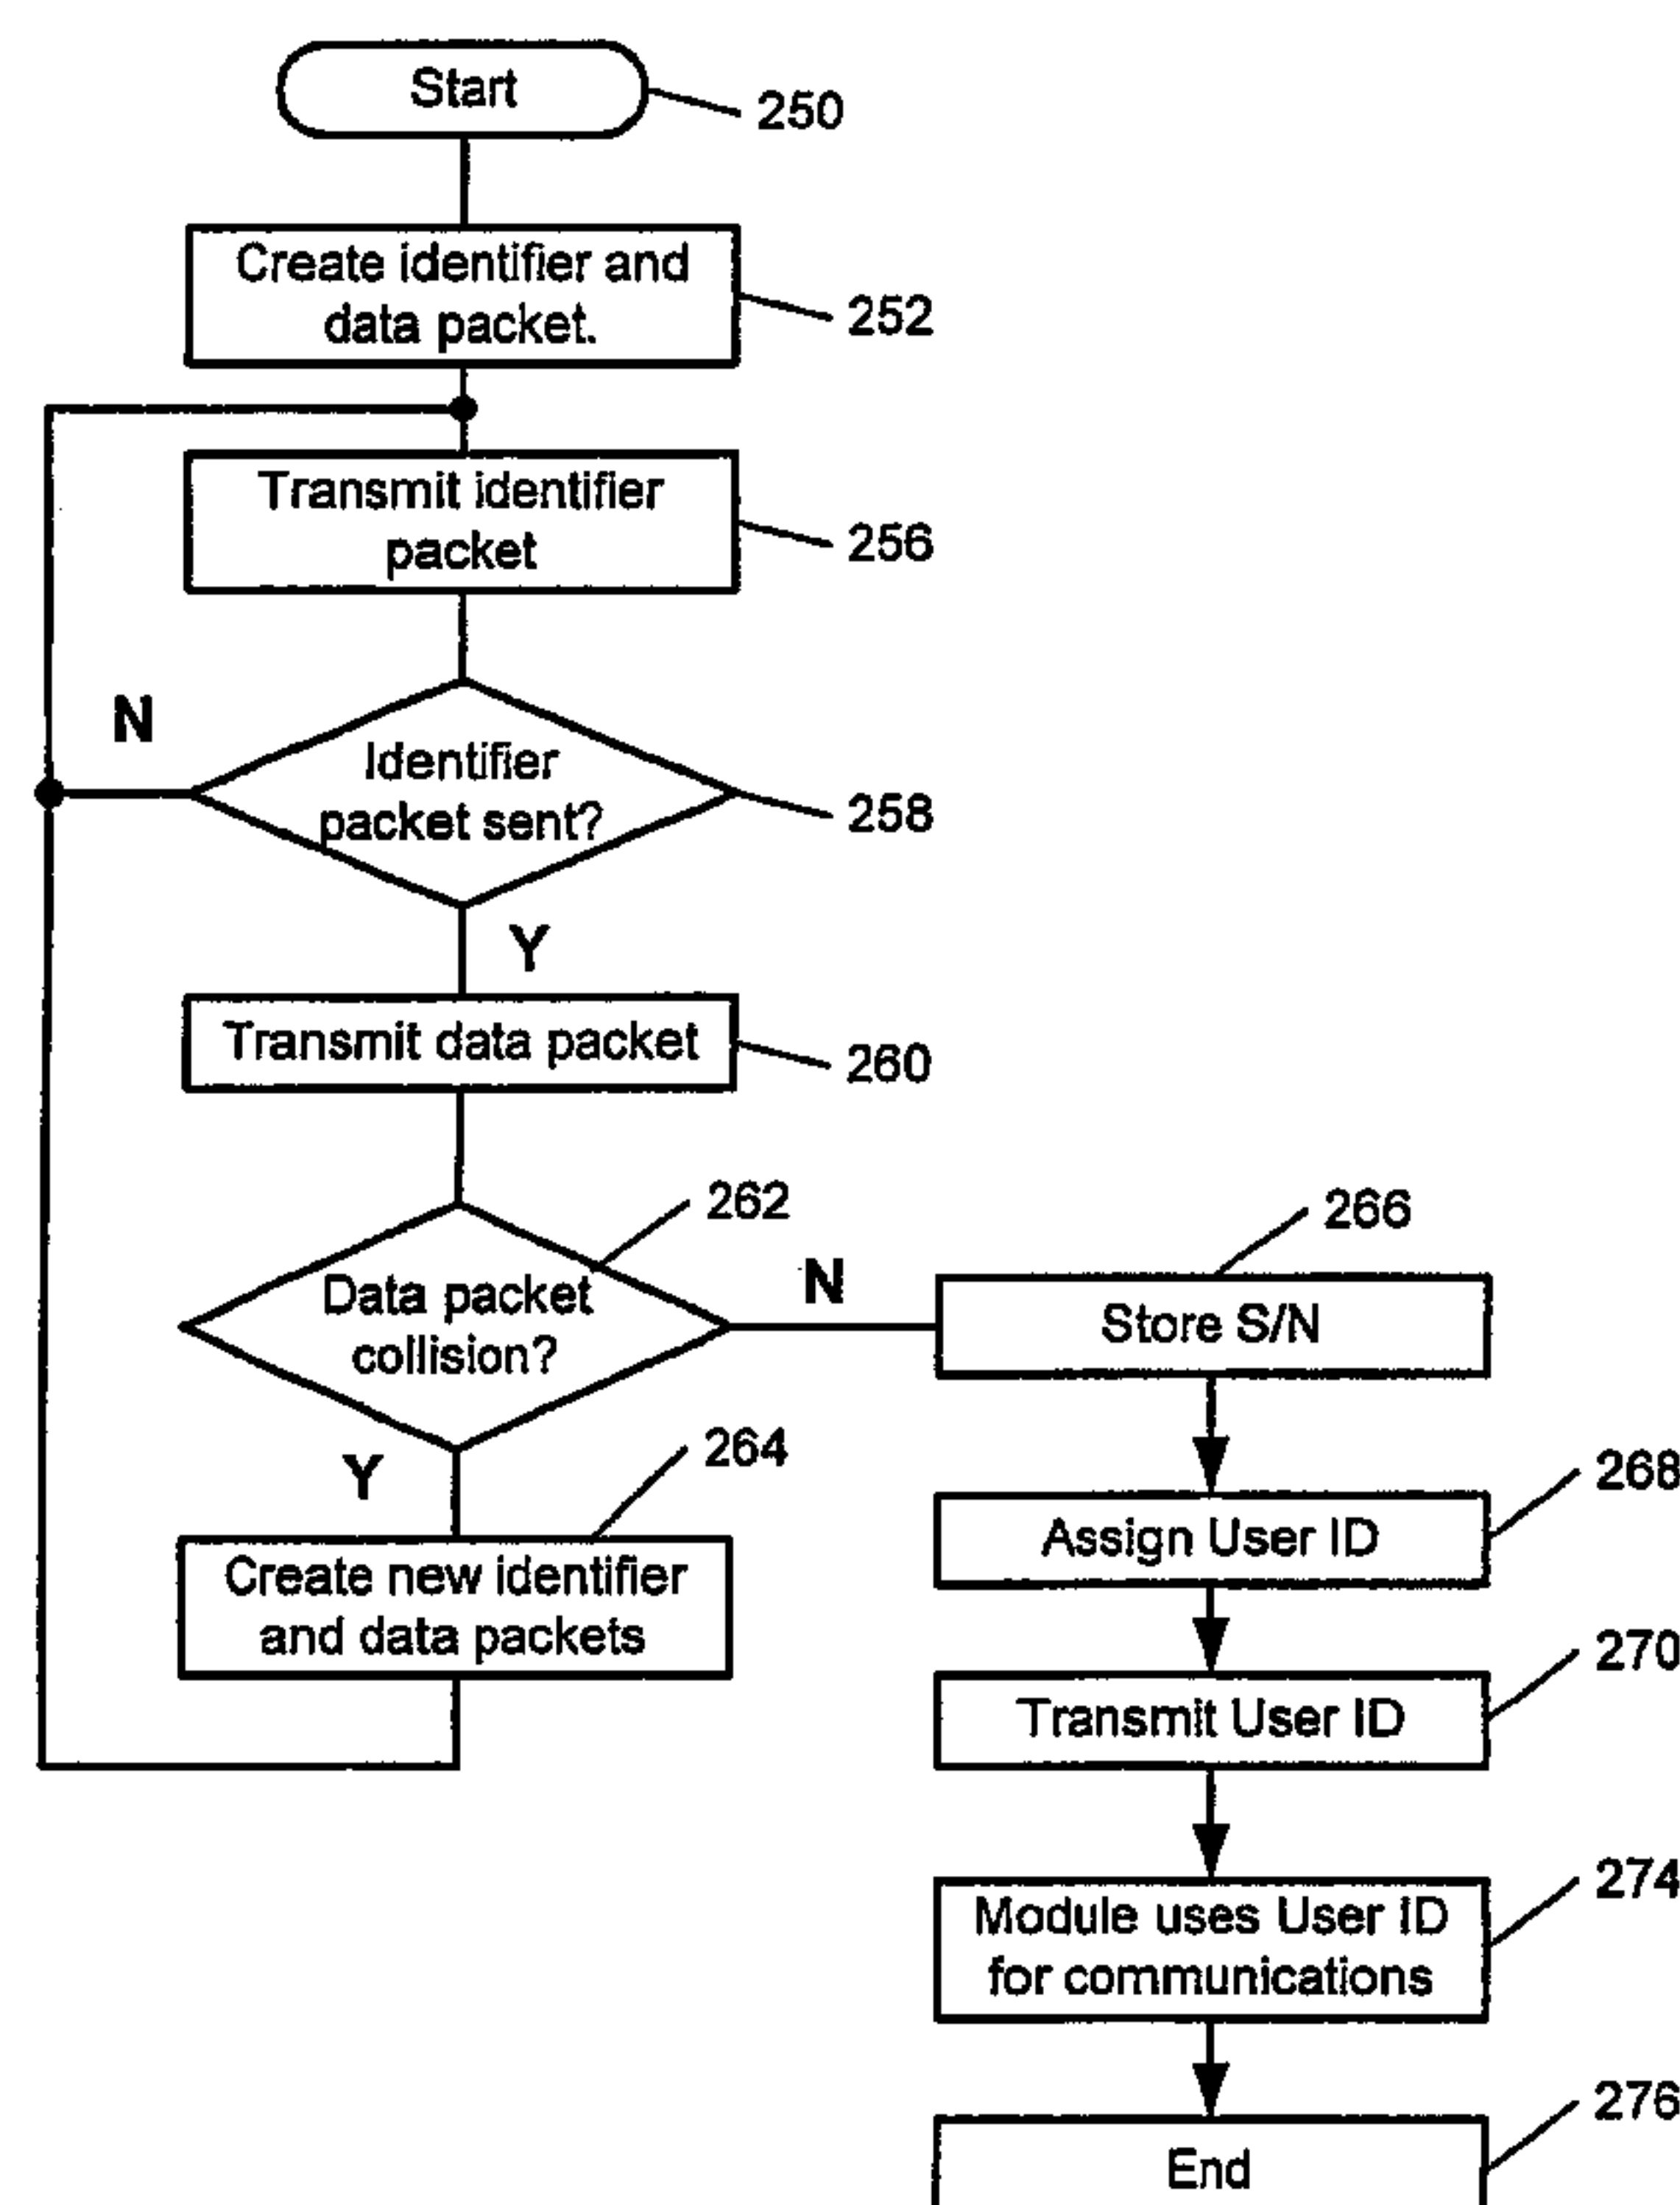 Start
250
Create identifier and
data packet.
252
Transmit identifier
packet
256
N
Identifier
packet sent?
258
Y
Transmit data packet
260
262
Data packet
collision?
N
266
Store S/N
Y
264
Create new identifier
and data packets
268
Assign User ID
270
Transmit User ID
274
Module uses User ID
for communications
276
End